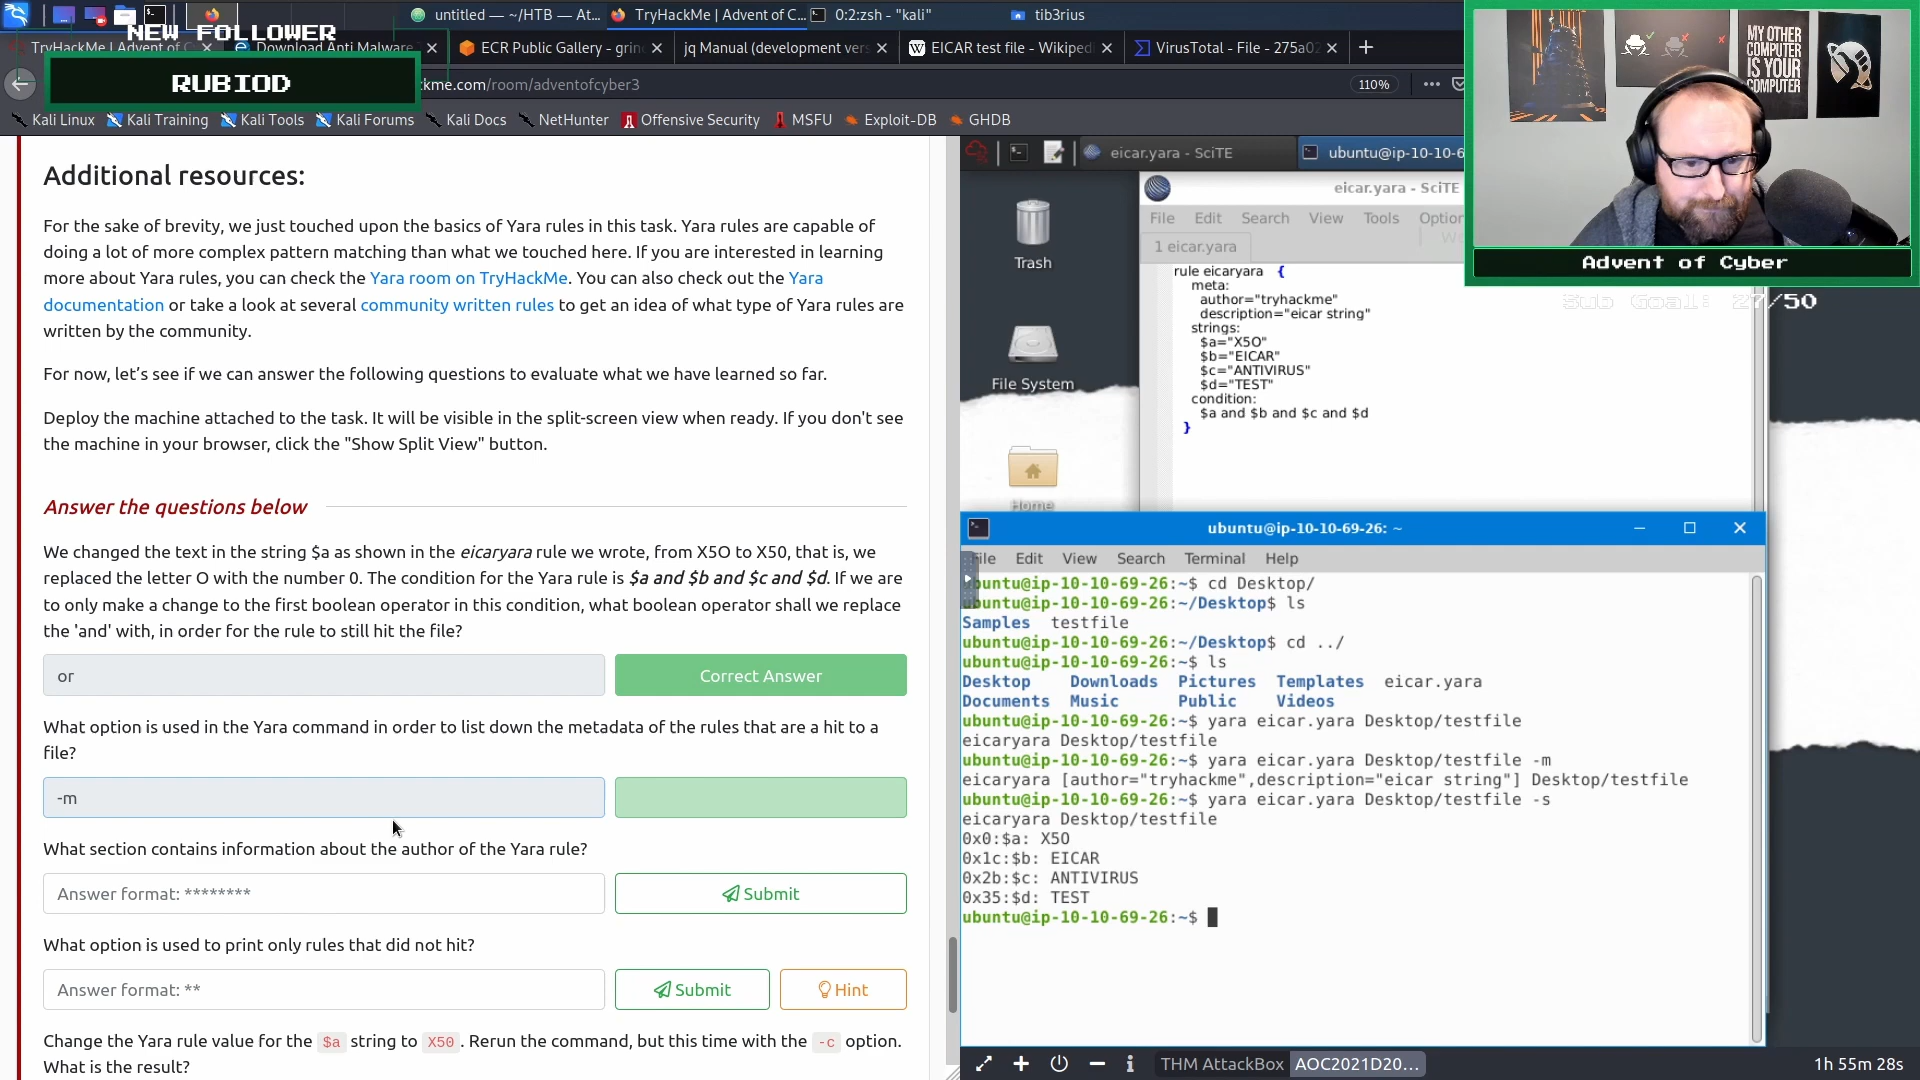 untitled — ~/HTB — At...
TryHackMe | Advent of C...
0:2:zsh - "kali"
tib3rius
NEW FOLLOWER
RUBIOD
TryHackMe | Advent of C
Download Anti Malware
ECR Public Gallery - grin
jq Manual (development ver
EICAR test file - Wikiped
VirusTotal - File - 275a02
kme.com/room/adventofcyber3
110%
Kali Linux
Kali Training
Kali Tools
Kali Forums
Kali Docs
NetHunter
Offensive Security
MSFU
Exploit-DB
GHDB
Additional resources:
For the sake of brevity, we just touched upon the basics of Yara rules in this task. Yara rules are capable of
doing a lot of more complex pattern matching than what we touched here. If you are interested in learning
more about Yara rules, you can check the Yara room on TryHackMe. You can also check out the Yara
documentation or take a look at several community written rules to get an idea of what type of Yara rules are
written by the community.
For now, let's see if we can answer the following questions to evaluate what we have learned so far.
Deploy the machine attached to the task. It will be visible in the split-screen view when ready. If you don't see
the machine in your browser, click the "Show Split View" button.
Answer the questions below
We changed the text in the string $a as shown in the eicaryara rule we wrote, from X5O to X50, that is, we
replaced the letter O with the number 0. The condition for the Yara rule is $a and $b and $c and $d. If we are
to only make a change to the first boolean operator in this condition, what boolean operator shall we replace
the 'and' with, in order for the rule to still hit the file?
or
Correct Answer
What option is used in the Yara command in order to list down the metadata of the rules that are a hit to a
file?
-m
What section contains information about the author of the Yara rule?
Answer format: ********
Submit
What option is used to print only rules that did not hit?
Answer format: **
Submit
Hint
Change the Yara rule value for the $a string to X50. Rerun the command, but this time with the -c option.
What is the result?
eicar.yara - SciTE
ubuntu@ip-10-10-6
Trash
File System
Home
eicar.yara - SciTE
File Edit Search View Tools Option
1 eicar.yara
rule eicaryara {
meta:
author="tryhackme"
description="eicar string"
strings:
$a="X5O"
$b="EICAR"
$c="ANTIVIRUS"
$d="TEST"
condition:
$a and $b and $c and $d
}
MY OTHER
COMPUTER
IS YOUR
COMPUTER
Advent of Cyber
Sub Goal: 27/50
ubuntu@ip-10-10-69-26: ~
File Edit View Search Terminal Help
ubuntu@ip-10-10-69-26:~$ cd Desktop/
ubuntu@ip-10-10-69-26:~/Desktop$ ls
Samples testfile
ubuntu@ip-10-10-69-26:~/Desktop$ cd ../
ubuntu@ip-10-10-69-26:~$ ls
Desktop Downloads Pictures Templates eicar.yara
Documents Music Public Videos
ubuntu@ip-10-10-69-26:~$ yara eicar.yara Desktop/testfile
eicaryara Desktop/testfile
ubuntu@ip-10-10-69-26:~$ yara eicar.yara Desktop/testfile -m
eicaryara [author="tryhackme",description="eicar string"] Desktop/testfile
ubuntu@ip-10-10-69-26:~$ yara eicar.yara Desktop/testfile -s
eicaryara Desktop/testfile
0x0:$a: X5O
0x1c:$b: EICAR
0x2b:$c: ANTIVIRUS
0x35:$d: TEST
ubuntu@ip-10-10-69-26:~$
THM AttackBox
AOC2021D20...
1h 55m 28s